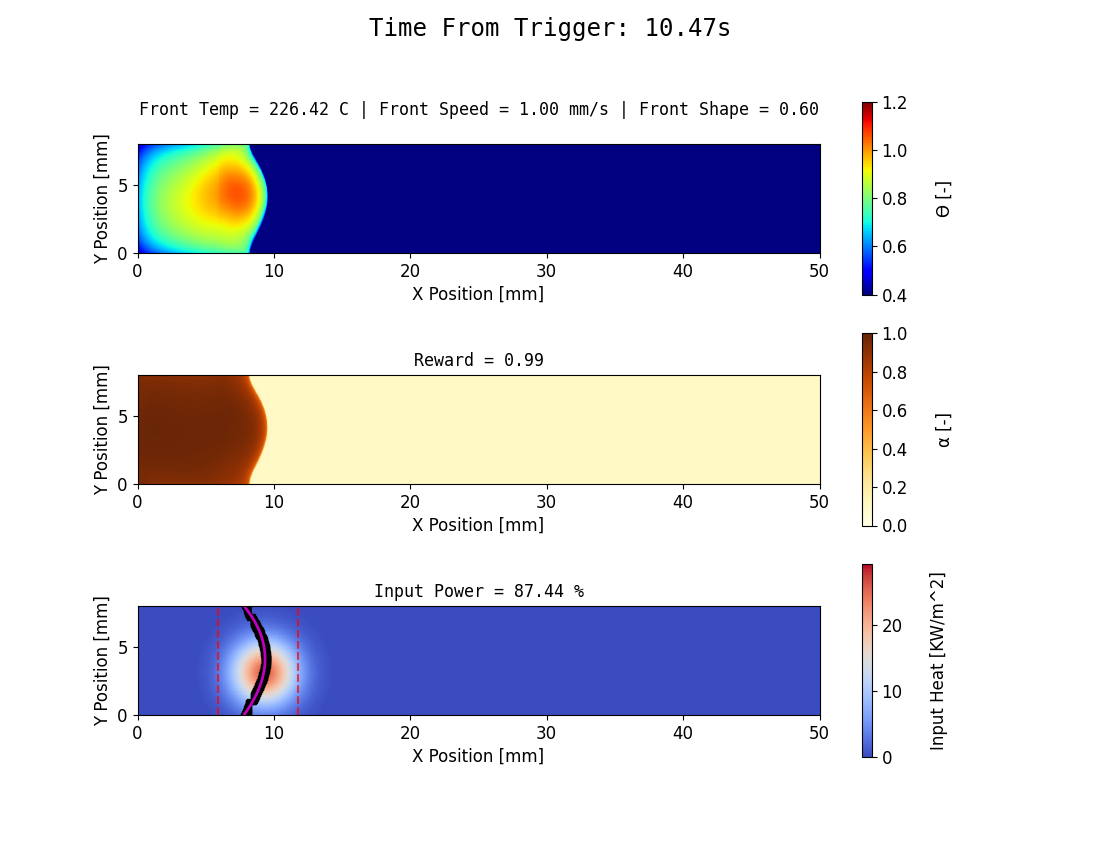 Time From Trigger: 10.47s
Front Temp = 226.42 C | Front Speed = 1.00 mm/s | Front Shape = 0.60
Y Position [mm]
5
0
0 10 20 30 40 50
X Position [mm]
1.2
1.0
0.8
0.6
0.4
Θ [-]
Reward = 0.99
Y Position [mm]
5
0
0 10 20 30 40 50
X Position [mm]
1.0
0.8
0.6
0.4
0.2
0.0
α [-]
Input Power = 87.44 %
Y Position [mm]
5
0
0 10 20 30 40 50
X Position [mm]
20
10
0
Input Heat [KW/m^2]